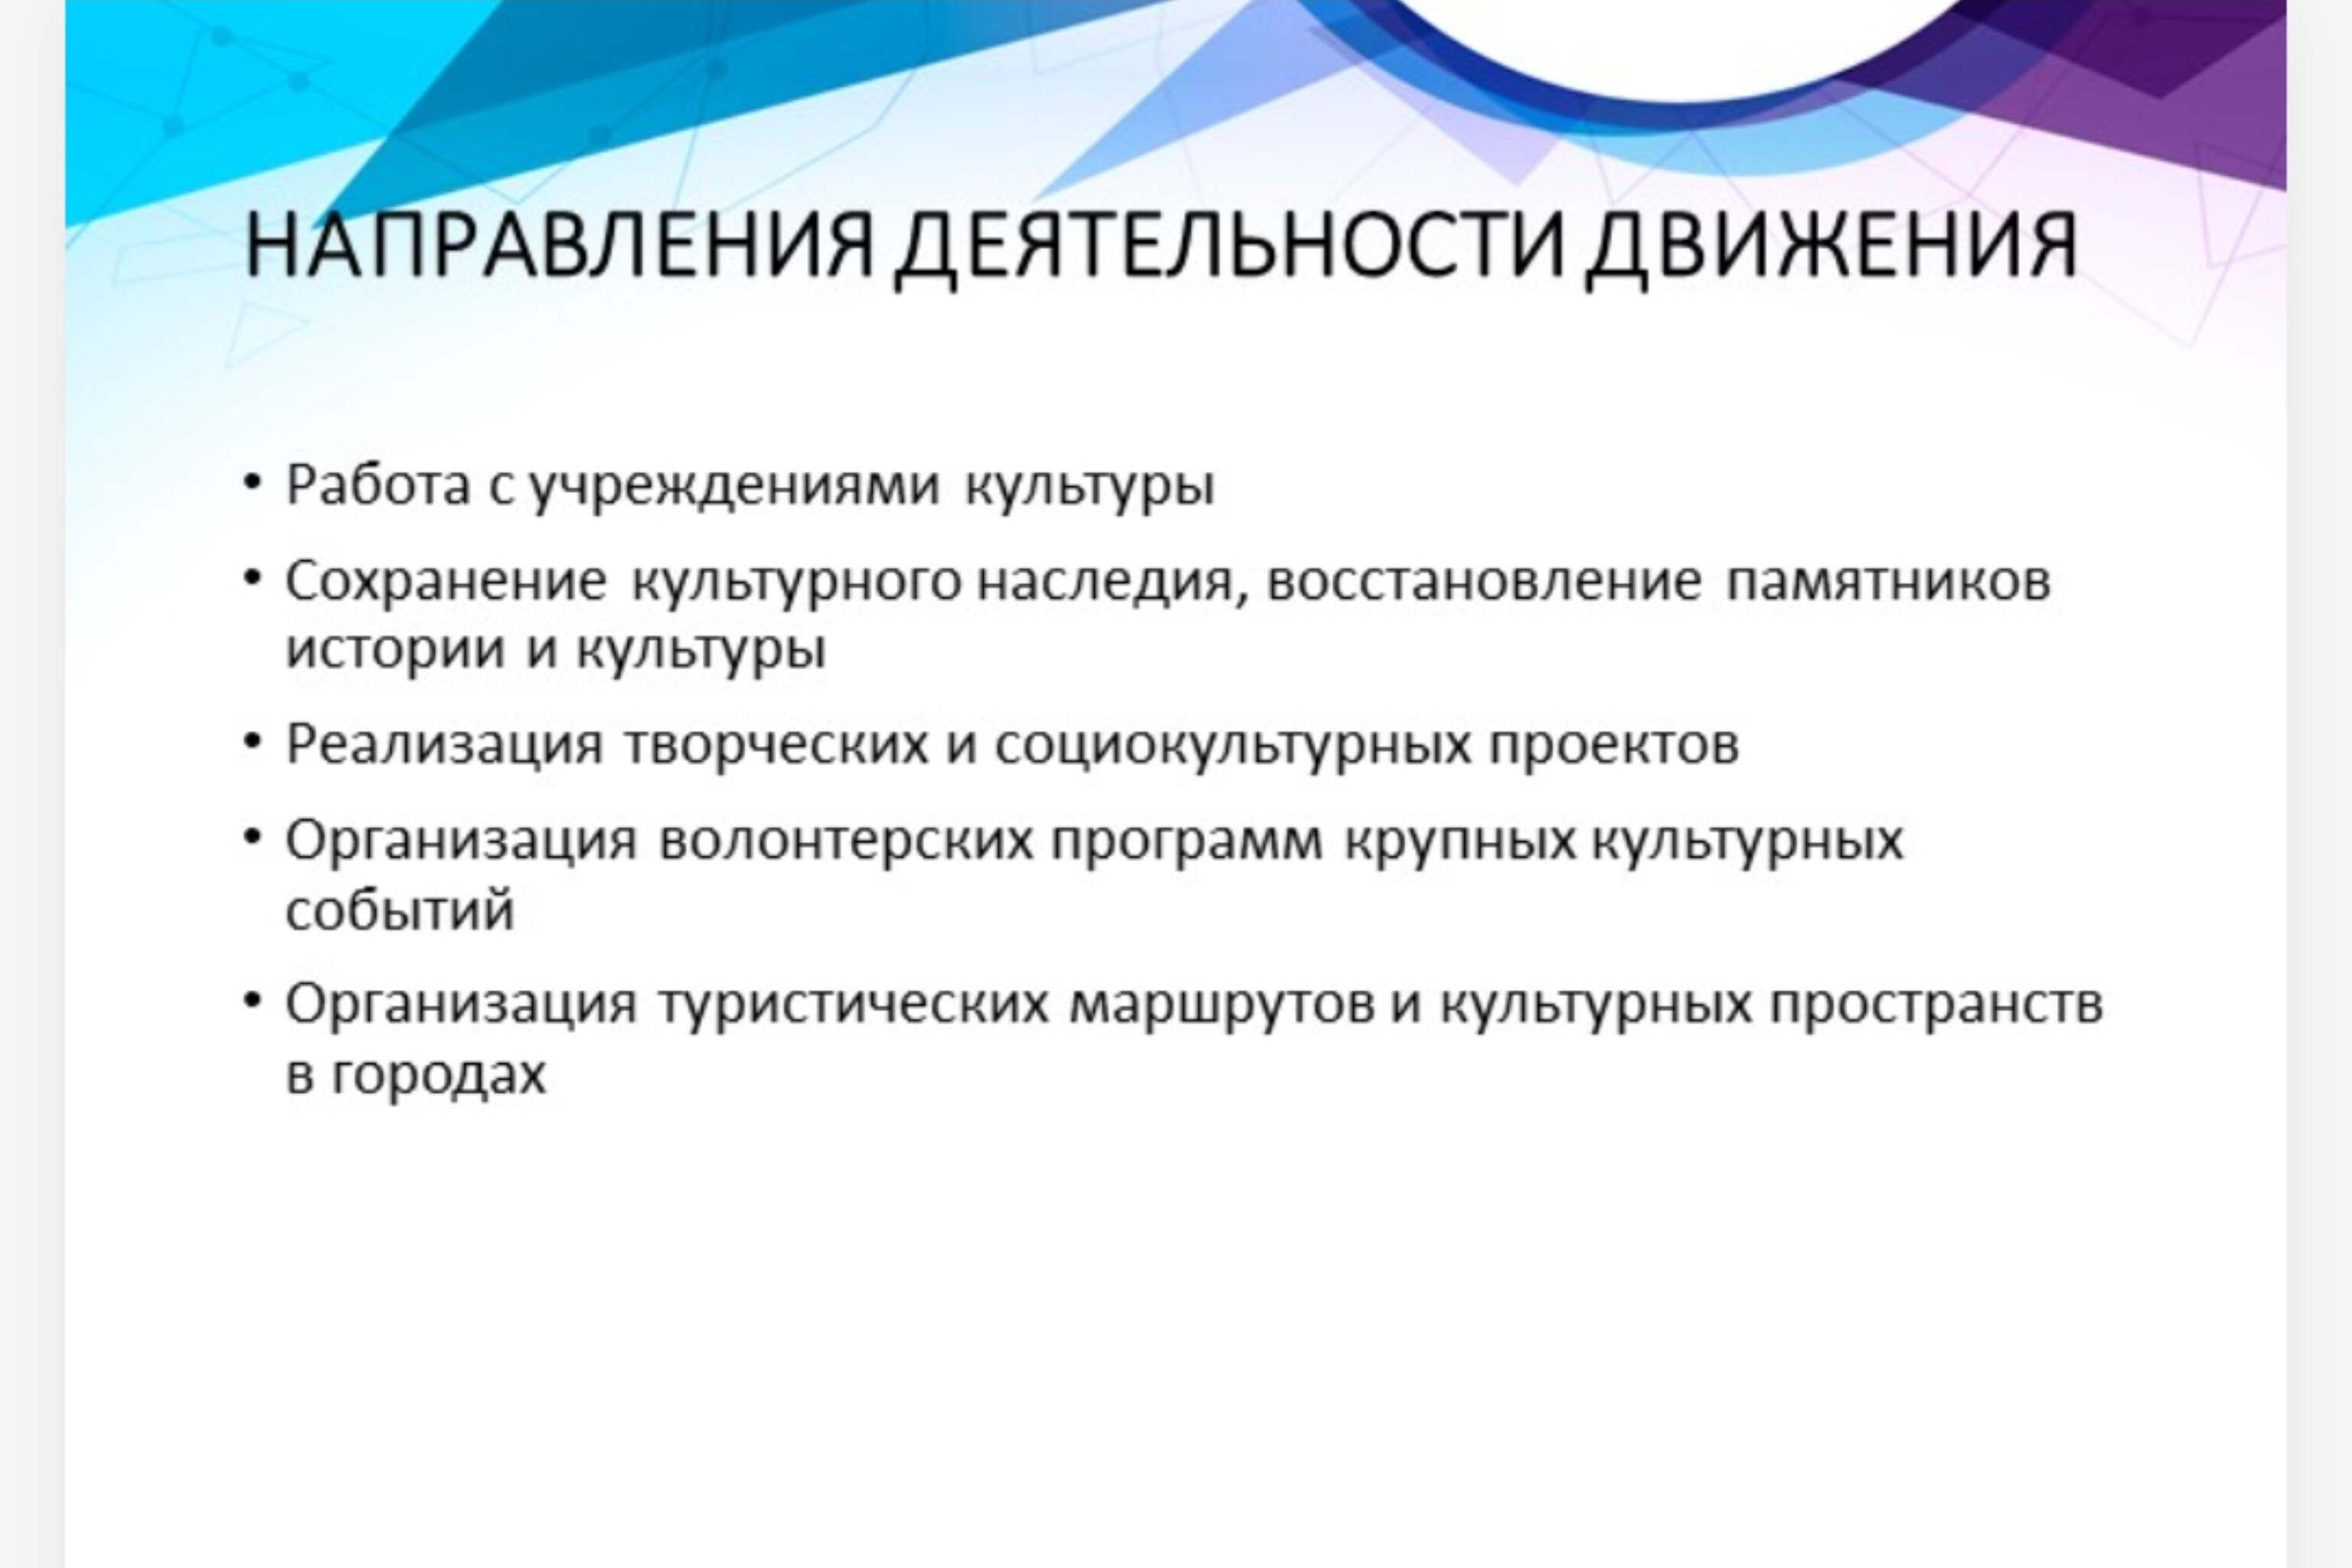 НАПРАВЛЕНИЯ ДЕЯТЕЛЬНОСТИ ДВИЖЕНИЯ
• Работа с учреждениями культуры
• Сохранение культурного наследия, восстановление памятников
истории и культуры
• Реализация творческих и социокультурных проектов
• Организация волонтерских программ крупных культурных
событий
• Организация туристических маршрутов и культурных пространств
в городах